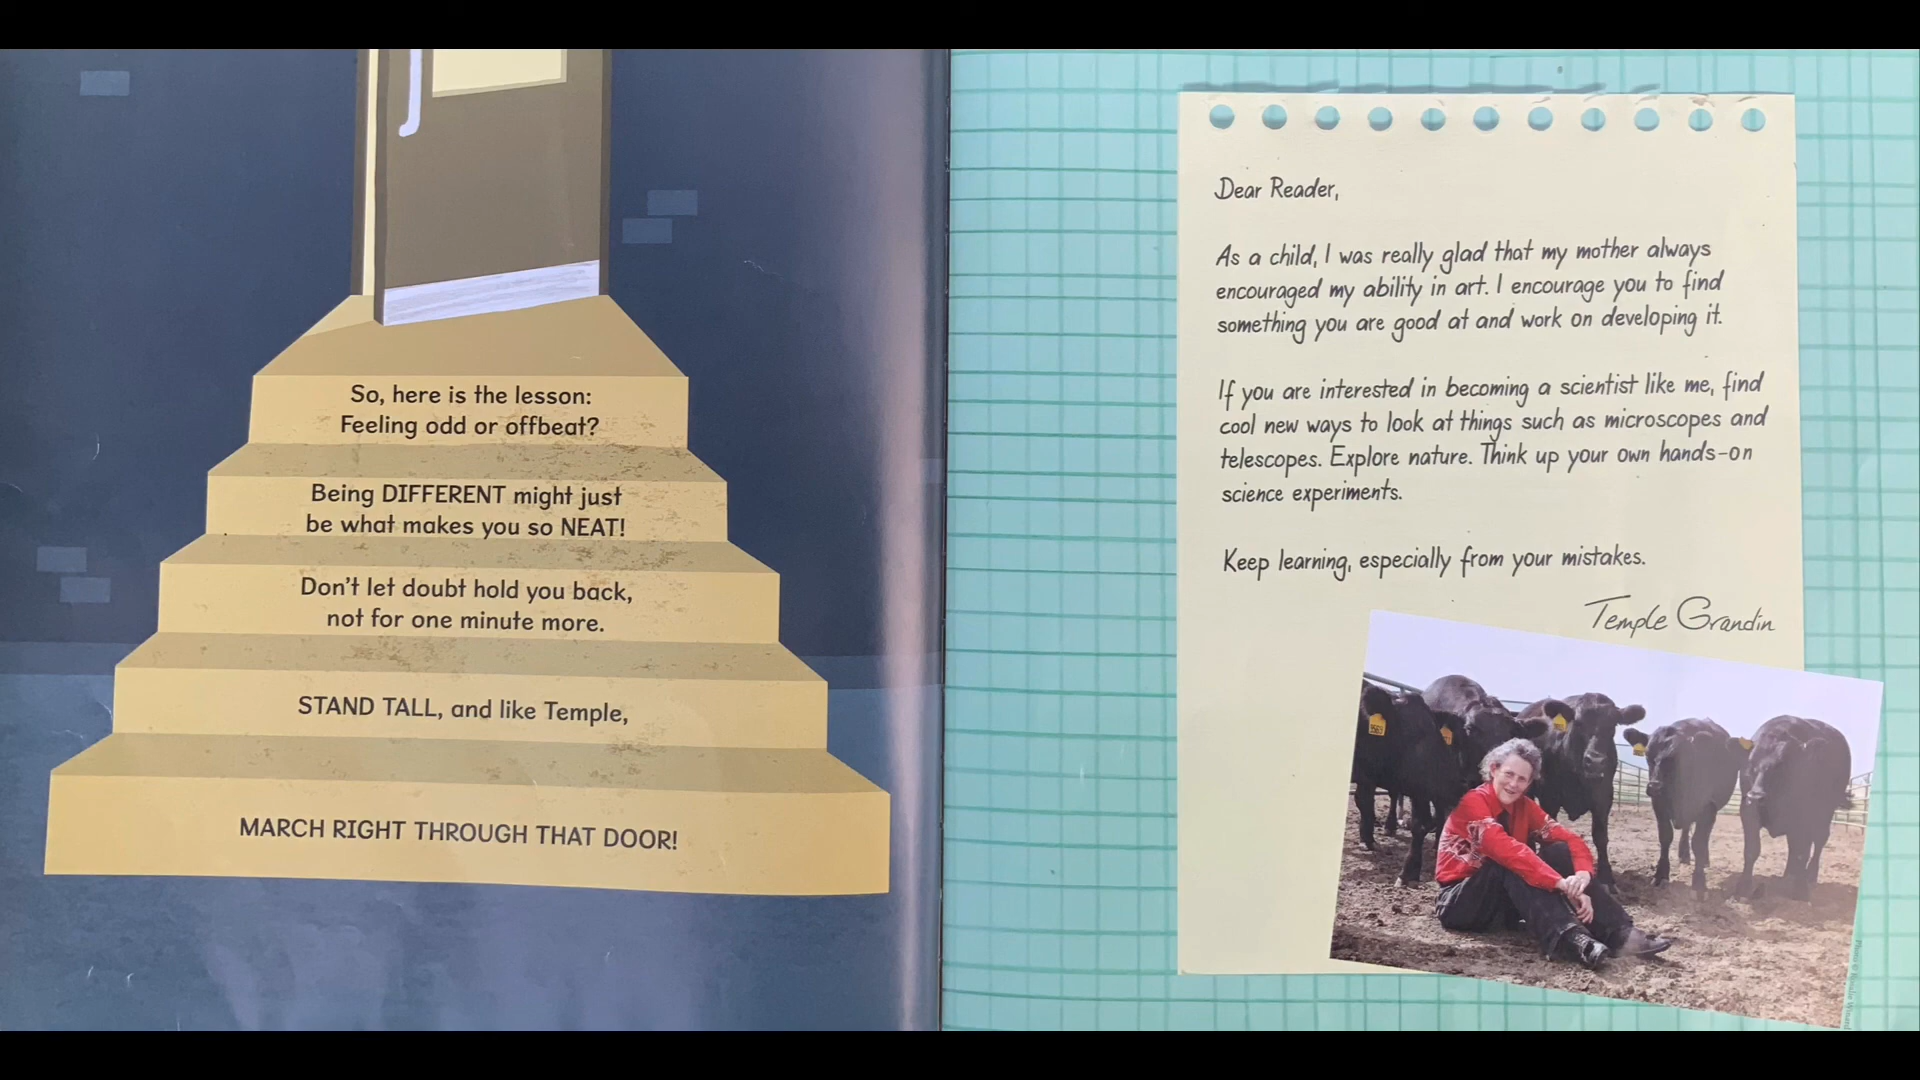 So, here is the lesson:
Feeling odd or offbeat?
Being DIFFERENT might just
be what makes you so NEAT!
Don't let doubt hold you back,
not for one minute more.
STAND TALL, and like Temple,
MARCH RIGHT THROUGH THAT DOOR!
Dear Reader,
As a child, I was really glad that my mother always
encouraged my ability in art. I encourage you to find
something you are good at and work on developing it.
If you are interested in becoming a scientist like me, find
cool new ways to look at things such as microscopes and
telescopes. Explore nature. Think up your own hands-on
science experiments.
Keep learning, especially from your mistakes.
Temple Grandin